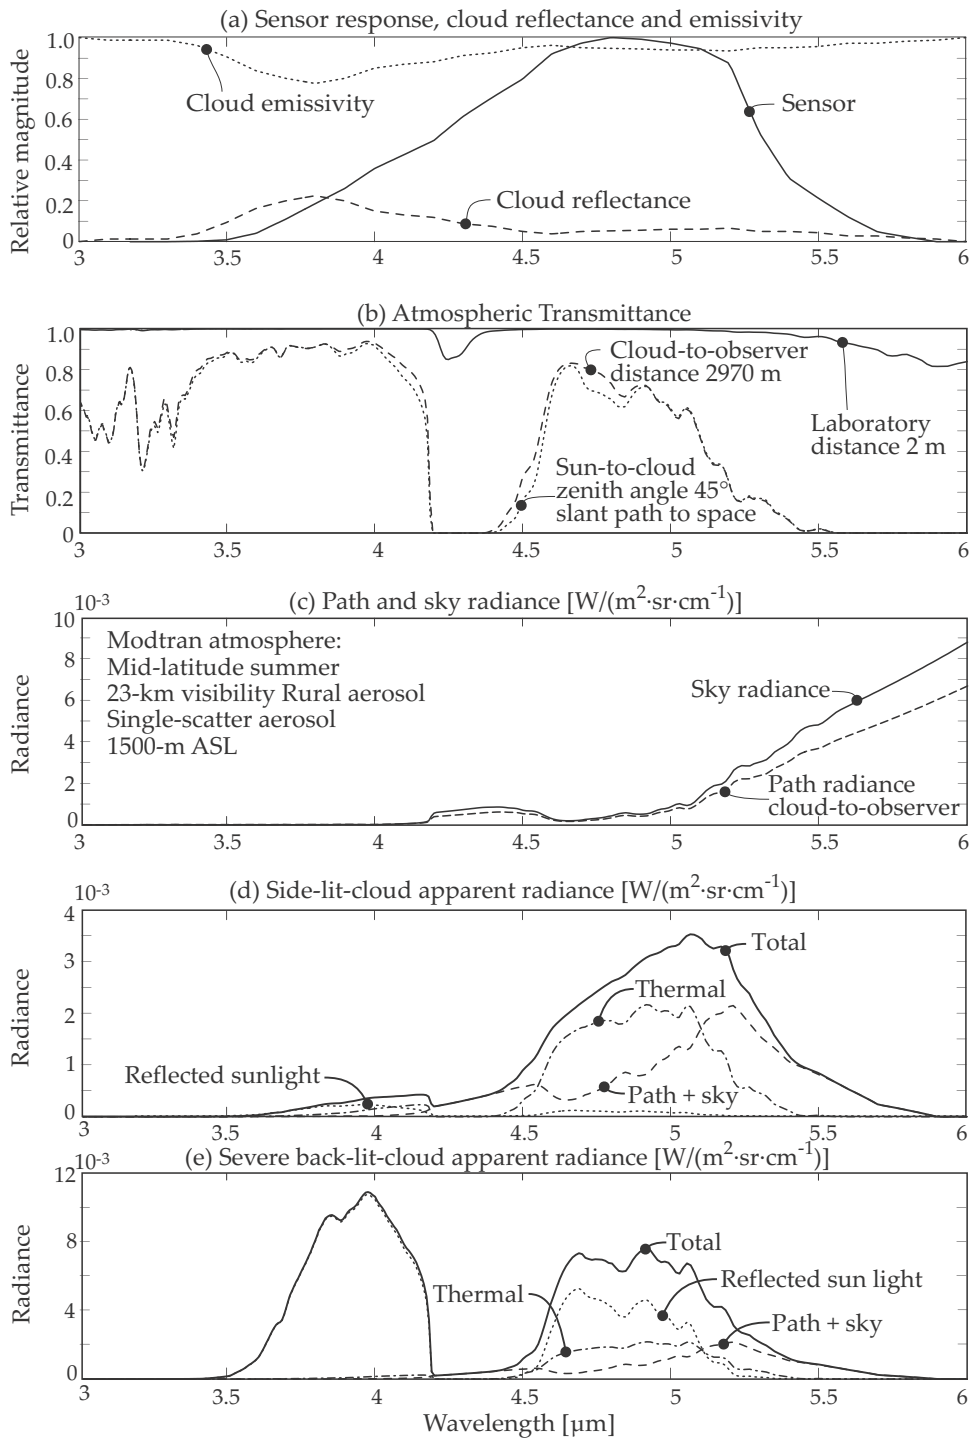 (a) Sensor response, cloud reflectance and emissivity
1.0
0.8
0.6
0.4
0.2
0
Relative magnitude
Cloud emissivity
Sensor
Cloud reflectance
3 3.5 4 4.5 5 5.5 6
(b) Atmospheric Transmittance
1.0
0.8
0.6
0.4
0.2
0
Transmittance
Cloud-to-observer
distance 2970 m
Laboratory
distance 2 m
Sun-to-cloud
zenith angle 45°
slant path to space
3 3.5 4 4.5 5 5.5 6
(c) Path and sky radiance [W/(m²·sr·cm⁻¹)]
10⁻³
10
8
6
4
2
0
Radiance
Modtran atmosphere:
Mid-latitude summer
23-km visibility Rural aerosol
Single-scatter aerosol
1500-m ASL
Sky radiance
Path radiance
cloud-to-observer
3 3.5 4 4.5 5 5.5 6
(d) Side-lit-cloud apparent radiance [W/(m²·sr·cm⁻¹)]
10⁻³
4
3
2
1
0
Radiance
Total
Thermal
Reflected sunlight
Path + sky
3 3.5 4 4.5 5 5.5 6
(e) Severe back-lit-cloud apparent radiance [W/(m²·sr·cm⁻¹)]
10⁻³
12
8
4
0
Radiance
Total
Reflected sun light
Thermal
Path + sky
3 3.5 4 4.5 5 5.5 6
Wavelength [µm]